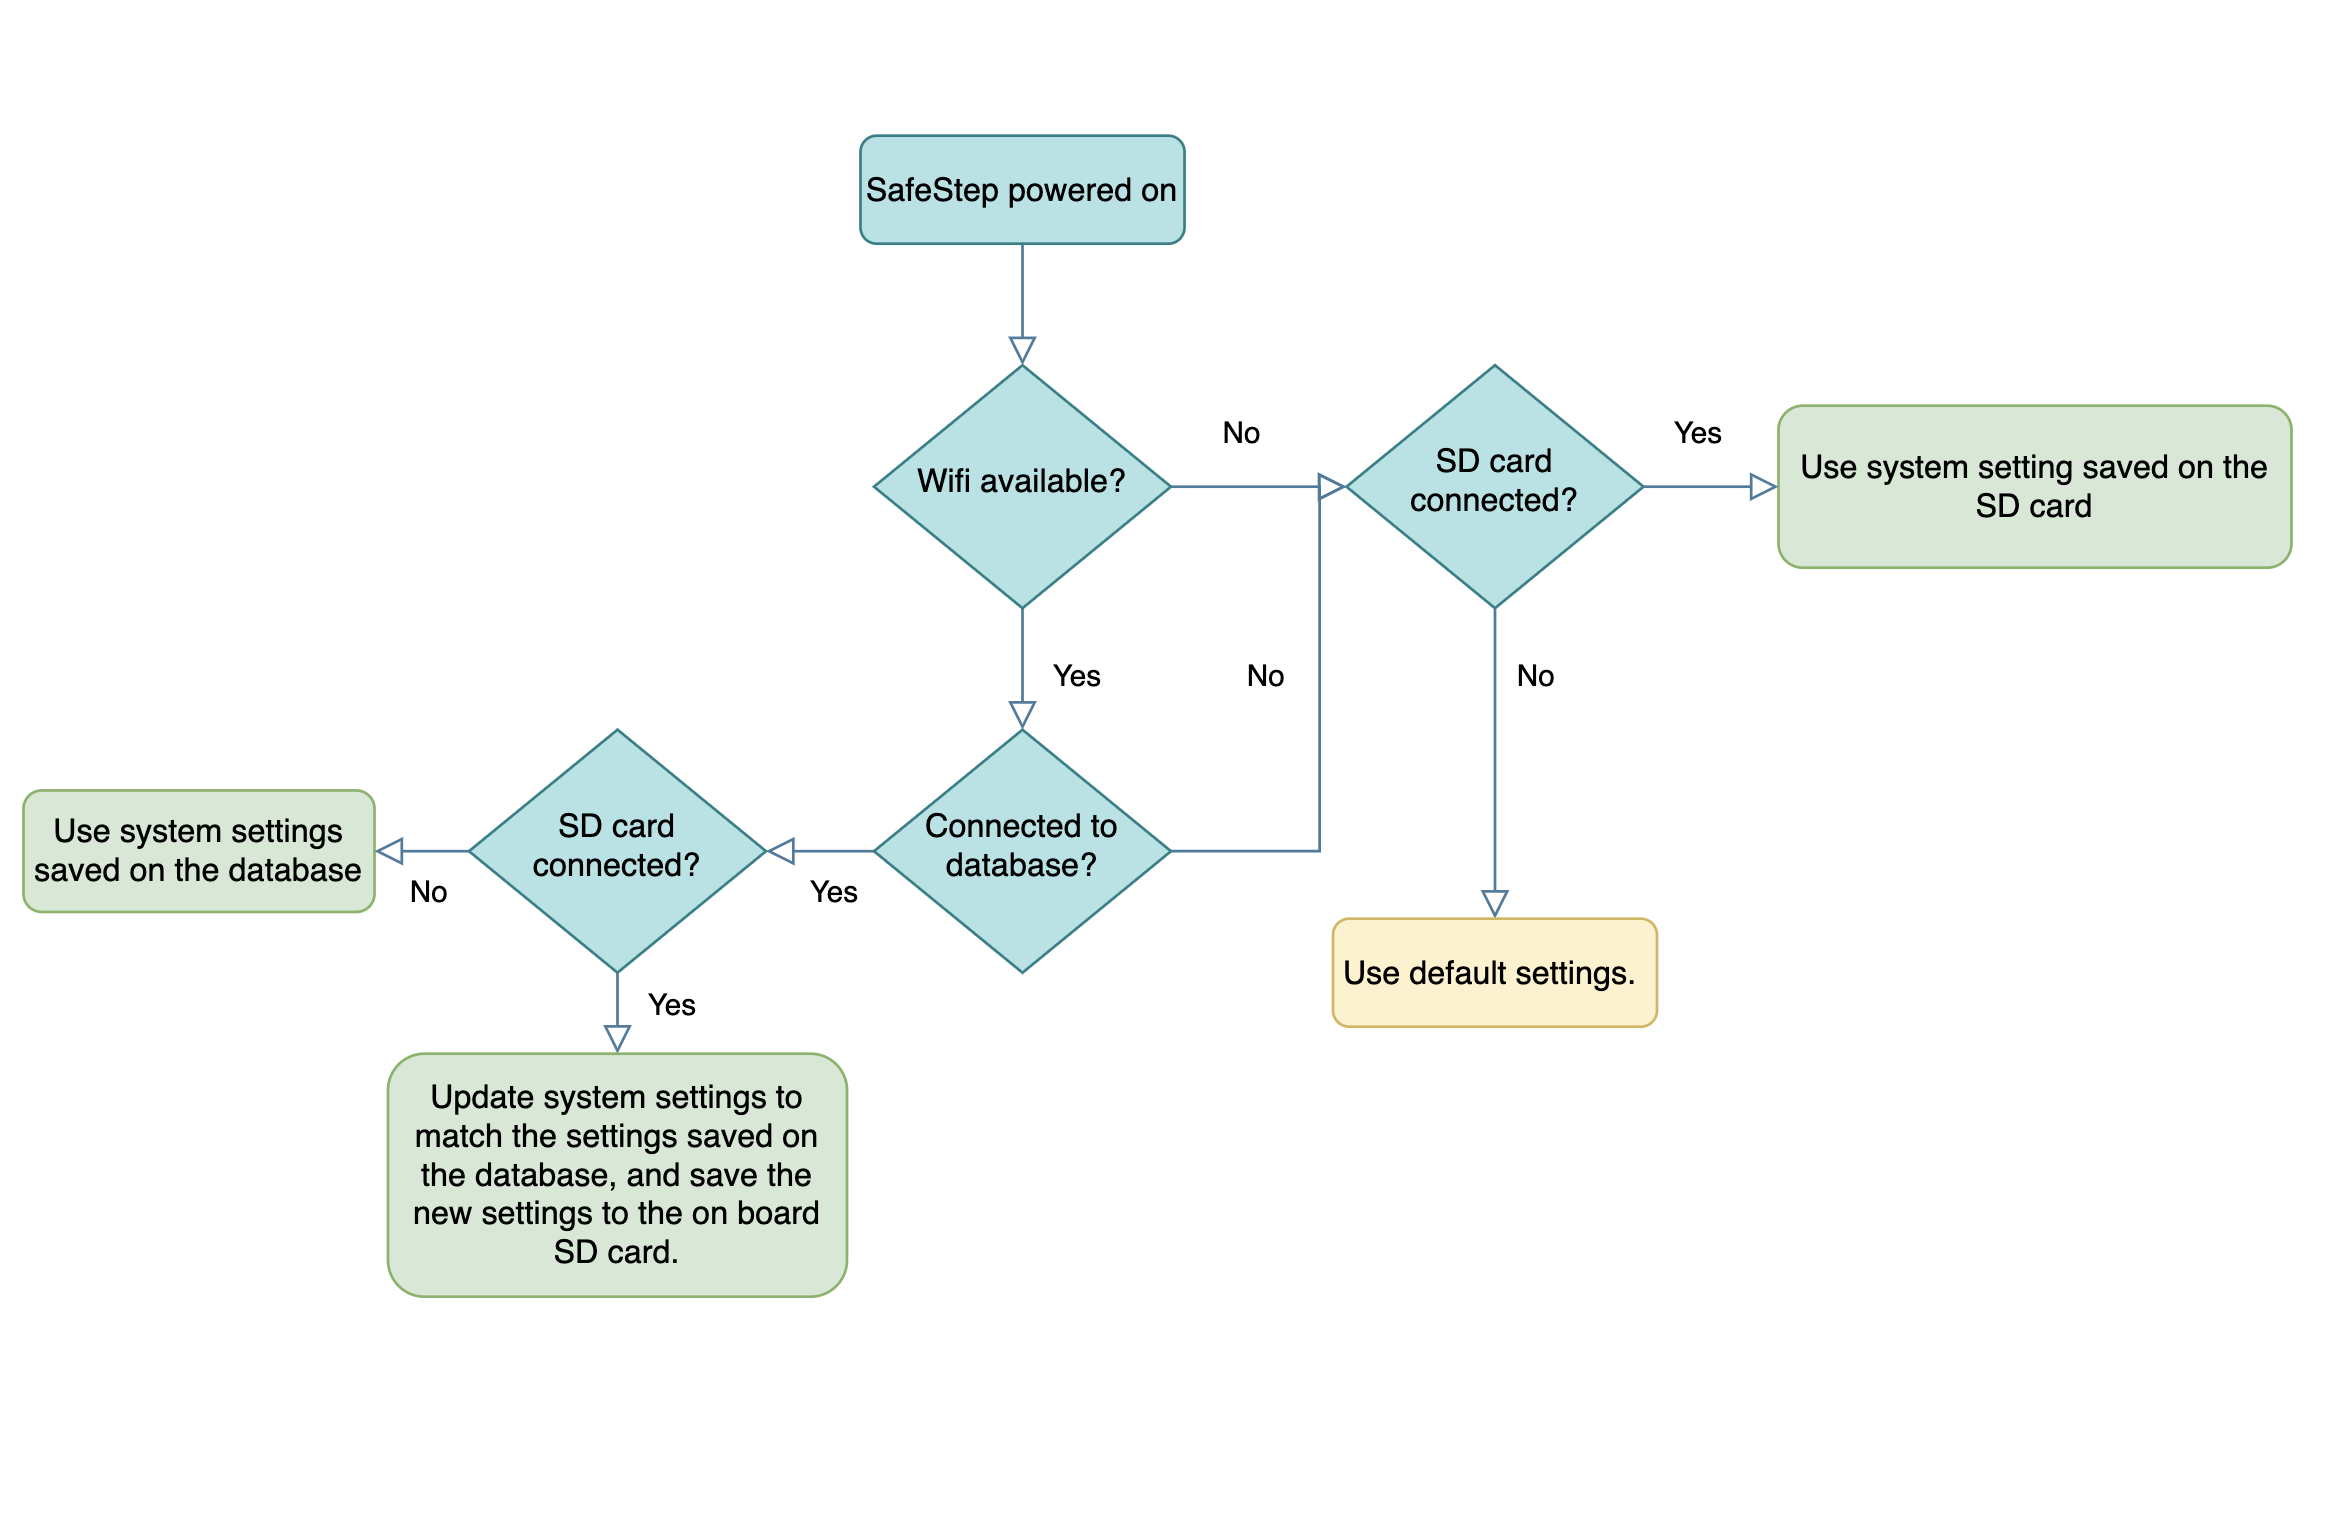 SafeStep powered on
Wifi available?
No
SD card
connected?
Yes
Use system setting saved on the
SD card
Yes
No
No
Use system settings
saved on the database
No
SD card
connected?
Yes
Connected to
database?
Use default settings.
Yes
Update system settings to
match the settings saved on
the database, and save the
new settings to the on board
SD card.